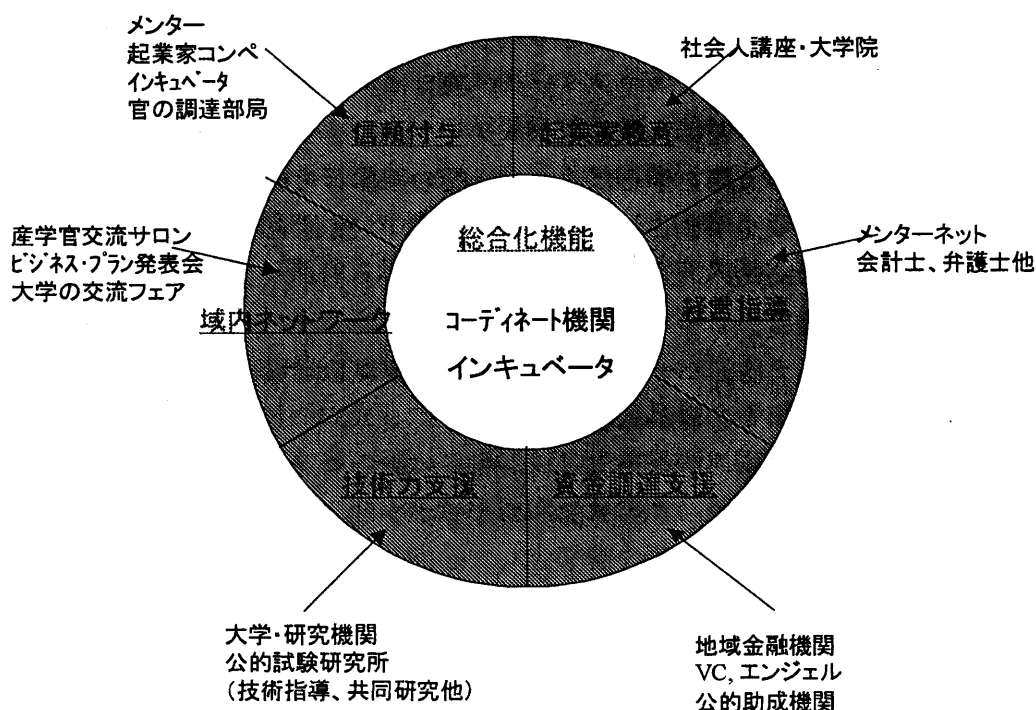 メンター
起業家コンペ
インキュベータ
官の調達部局
社会人講座・大学院
信頼付与
起業家教育
産学官交流サロン
ビジネス・プラン発表会
大学の交流フェア
域内ネットワーク
総合化機能
コーディネート機関
インキュベータ
メンターネット
会計士、弁護士他
経営指導
技術力支援
資金調達支援
大学・研究機関
公的試験研究所
(技術指導、共同研究他)
地域金融機関
VC, エンジェル
公的助成機関